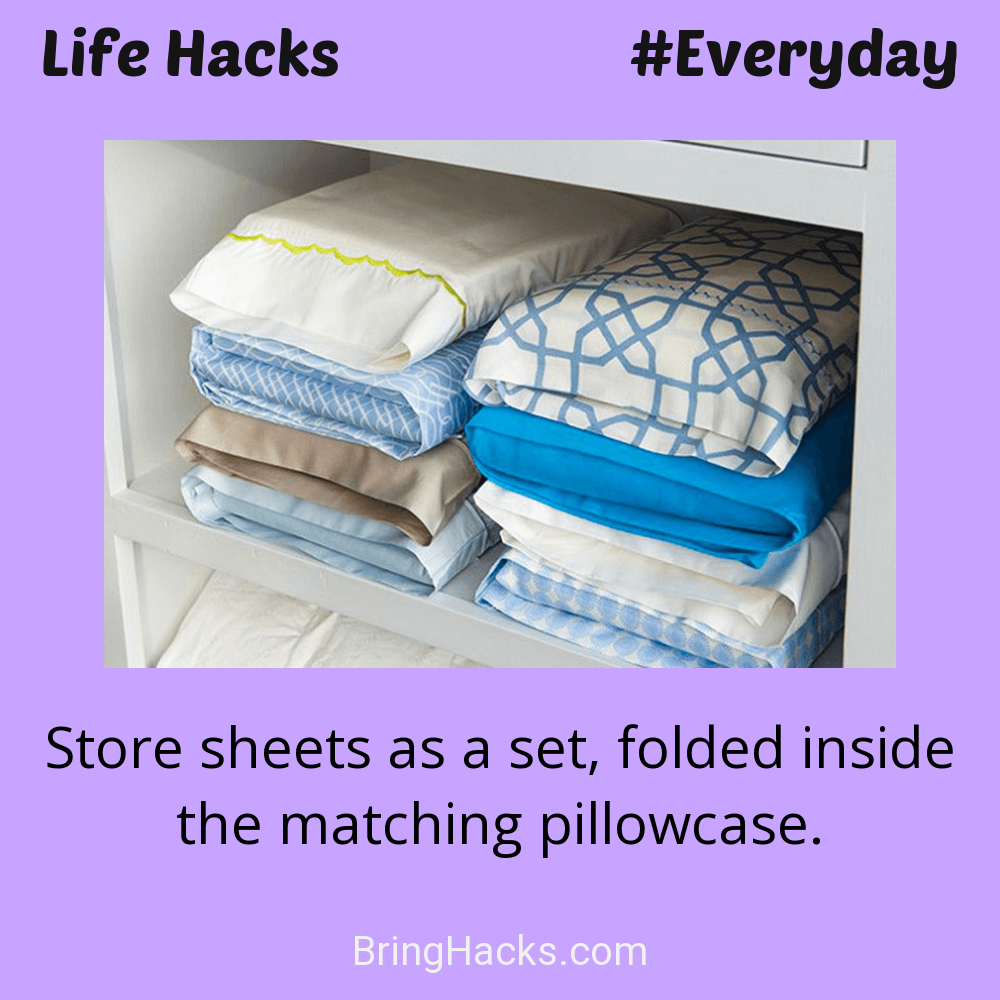 Life Hacks
#Everyday
Store sheets as a set, folded inside
the matching pillowcase.
BringHacks.com